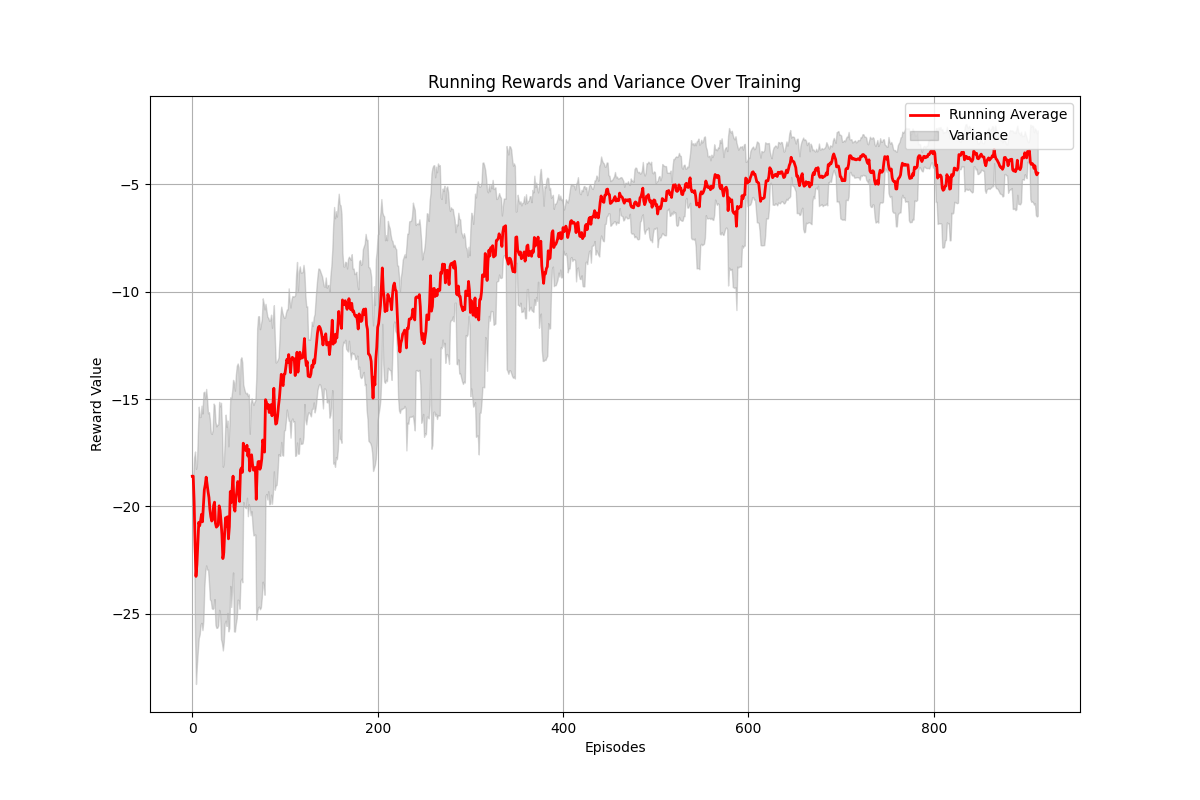 Running Rewards and Variance Over Training
Running Average
Variance
Reward Value
−5
−10
−15
−20
−25
0
200
400
600
800
Episodes